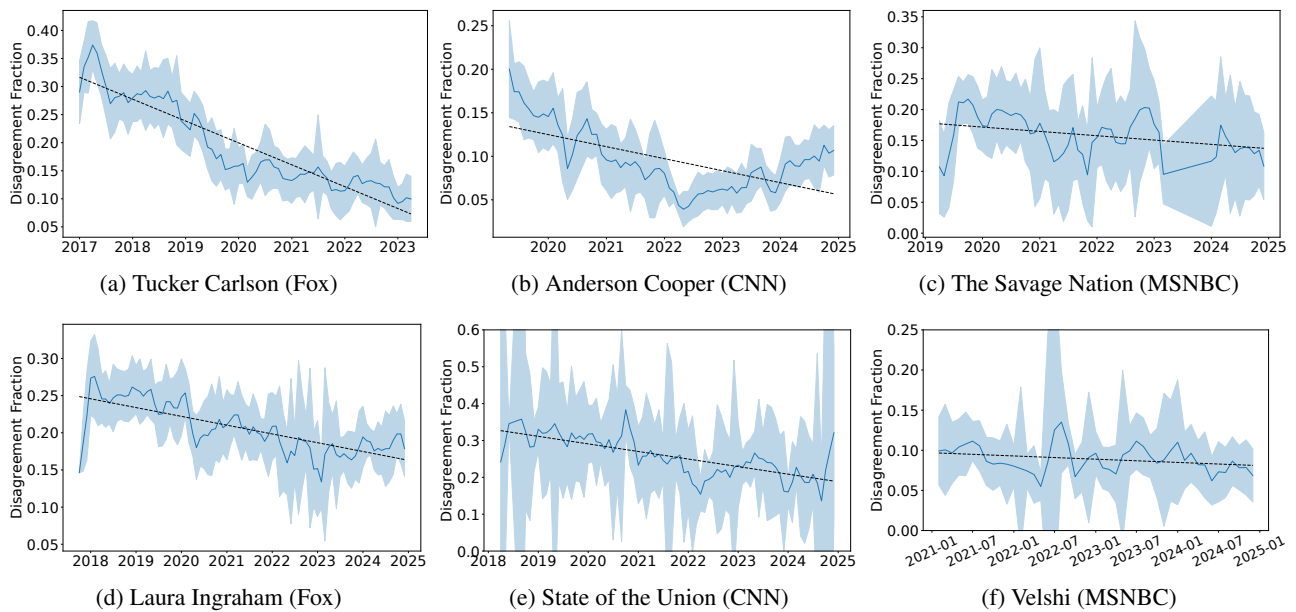 Disagreement Fraction
0.40
0.35
0.30
0.25
0.20
0.15
0.10
0.05
2017 2018 2019 2020 2021 2022 2023
(a) Tucker Carlson (Fox)
Disagreement Fraction
0.25
0.20
0.15
0.10
0.05
2020 2021 2022 2023 2024 2025
(b) Anderson Cooper (CNN)
Disagreement Fraction
0.35
0.30
0.25
0.20
0.15
0.10
0.05
0.00
2019 2020 2021 2022 2023 2024 2025
(c) The Savage Nation (MSNBC)
Disagreement Fraction
0.30
0.25
0.20
0.15
0.10
0.05
2018 2019 2020 2021 2022 2023 2024 2025
(d) Laura Ingraham (Fox)
Disagreement Fraction
0.6
0.5
0.4
0.3
0.2
0.1
0.0
2018 2019 2020 2021 2022 2023 2024 2025
(e) State of the Union (CNN)
Disagreement Fraction
0.25
0.20
0.15
0.10
0.05
0.00
2021-01 2021-07 2022-01 2022-07 2023-01 2023-07 2024-01 2024-07 2025-01
(f) Velshi (MSNBC)